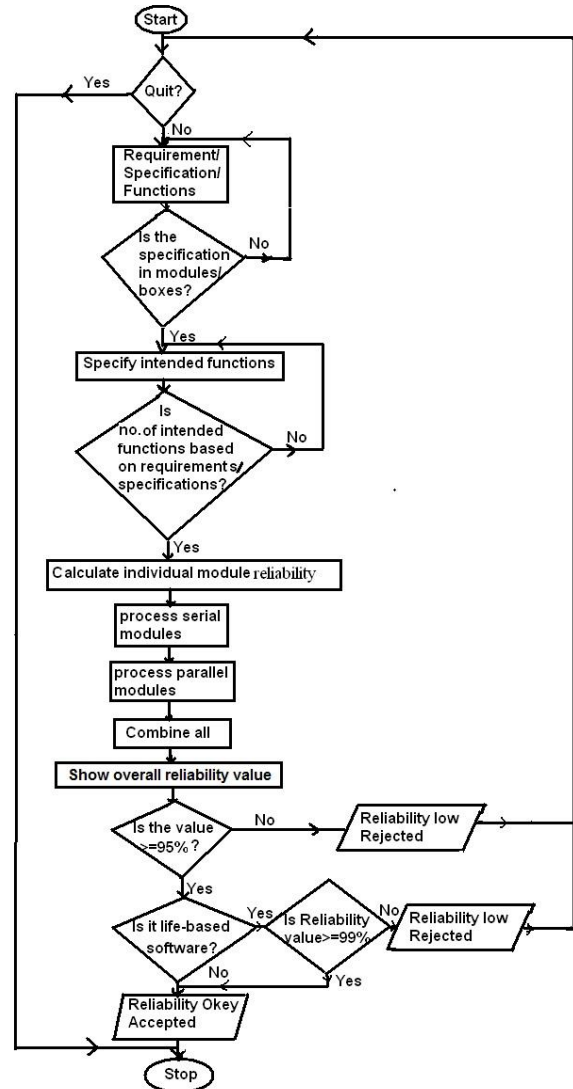 Start
Yes
Quit?
No
Requirement/
Specification/
Functions
Is the
specification
in modules/
boxes?
No
Yes
Specify intended functions
Is
no.of intended
functions based
on requirements/
specifications?
No
Yes
Calculate individual module reliability
process serial
modules
process parallel
modules
Combine all
Show overall reliability value
Is the value
>=95%?
No
Reliability low
Rejected
Yes
Is it life-based
software?
Yes
Is Reliability
value>=99%
No
Reliability low
Rejected
No
Yes
Reliability Okey
Accepted
Stop